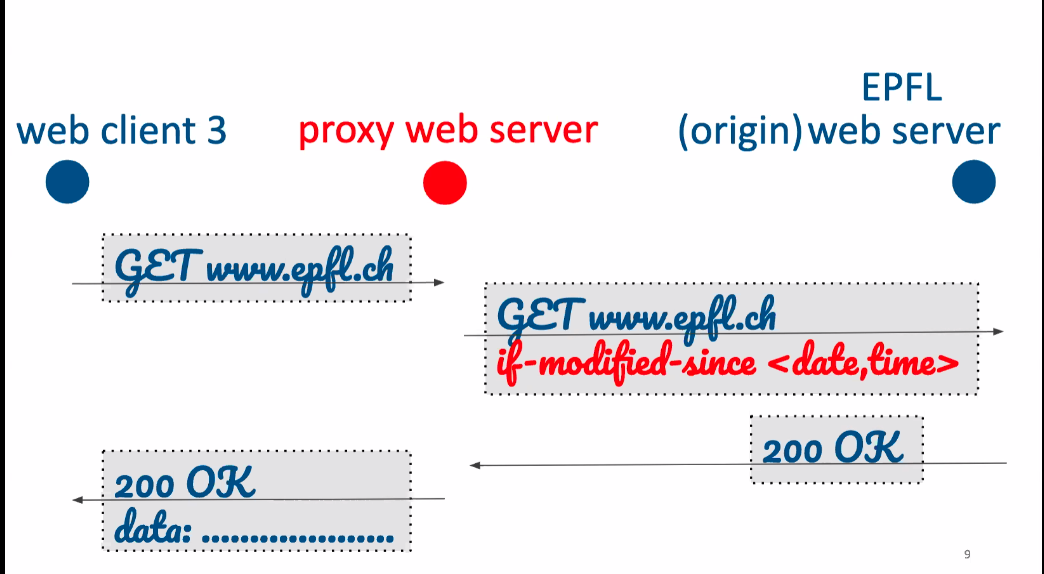 EPFL
web client 3
proxy web server
(origin) web server
GET www.epfl.ch
GET www.epfl.ch
if-modified-since <date,time>
200 OK
200 OK
data: ....................
9